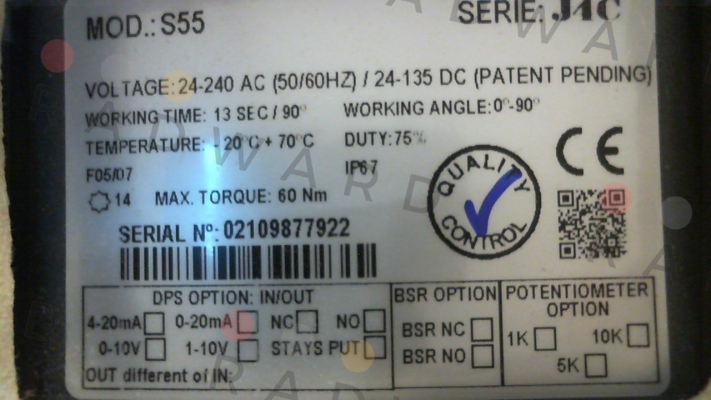 MOD.: S55
SERIE: J4C
VOLTAGE: 24-240 AC (50/60HZ) / 24-135 DC (PATENT PENDING)
WORKING TIME: 13 SEC / 90° WORKING ANGLE: 0°-90°
TEMPERATURE: - 20°C + 70°C DUTY: 75%
F05/07 IP67
14 MAX. TORQUE: 60 Nm
QUALITY CONTROL
CE
SERIAL Nº: 02109877922
DPS OPTION: IN/OUT
4-20mA 0-20mA NC NO
0-10V 1-10V STAYS PUT
OUT different of IN:
BSR OPTION
BSR NC
BSR NO
POTENTIOMETER
OPTION
1K 10K
5K